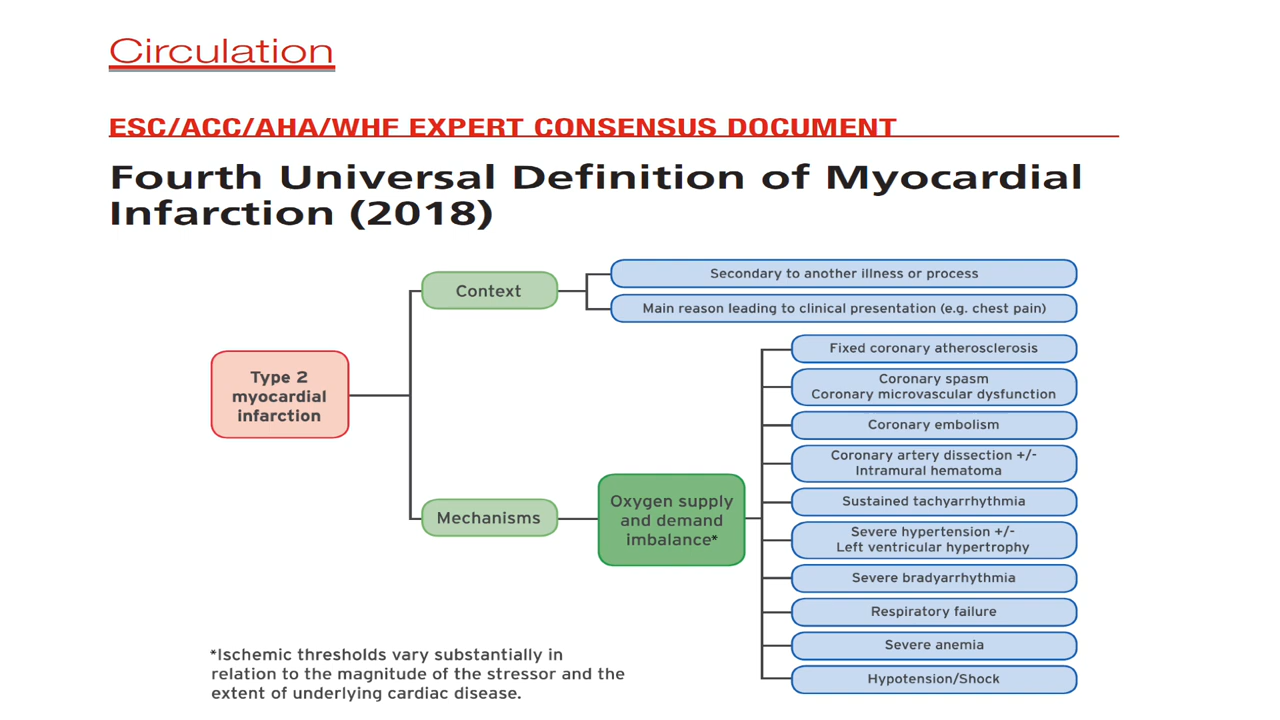 Circulation
ESC/ACC/AHA/WHF EXPERT CONSENSUS DOCUMENT
Fourth Universal Definition of Myocardial
Infarction (2018)
Type 2
myocardial
infarction
Context
Secondary to another illness or process
Main reason leading to clinical presentation (e.g. chest pain)
Mechanisms
Oxygen supply
and demand
imbalance*
Fixed coronary atherosclerosis
Coronary spasm
Coronary microvascular dysfunction
Coronary embolism
Coronary artery dissection +/-
Intramural hematoma
Sustained tachyarrhythmia
Severe hypertension +/-
Left ventricular hypertrophy
Severe bradyarrhythmia
Respiratory failure
Severe anemia
Hypotension/Shock
*Ischemic thresholds vary substantially in
relation to the magnitude of the stressor and the
extent of underlying cardiac disease.